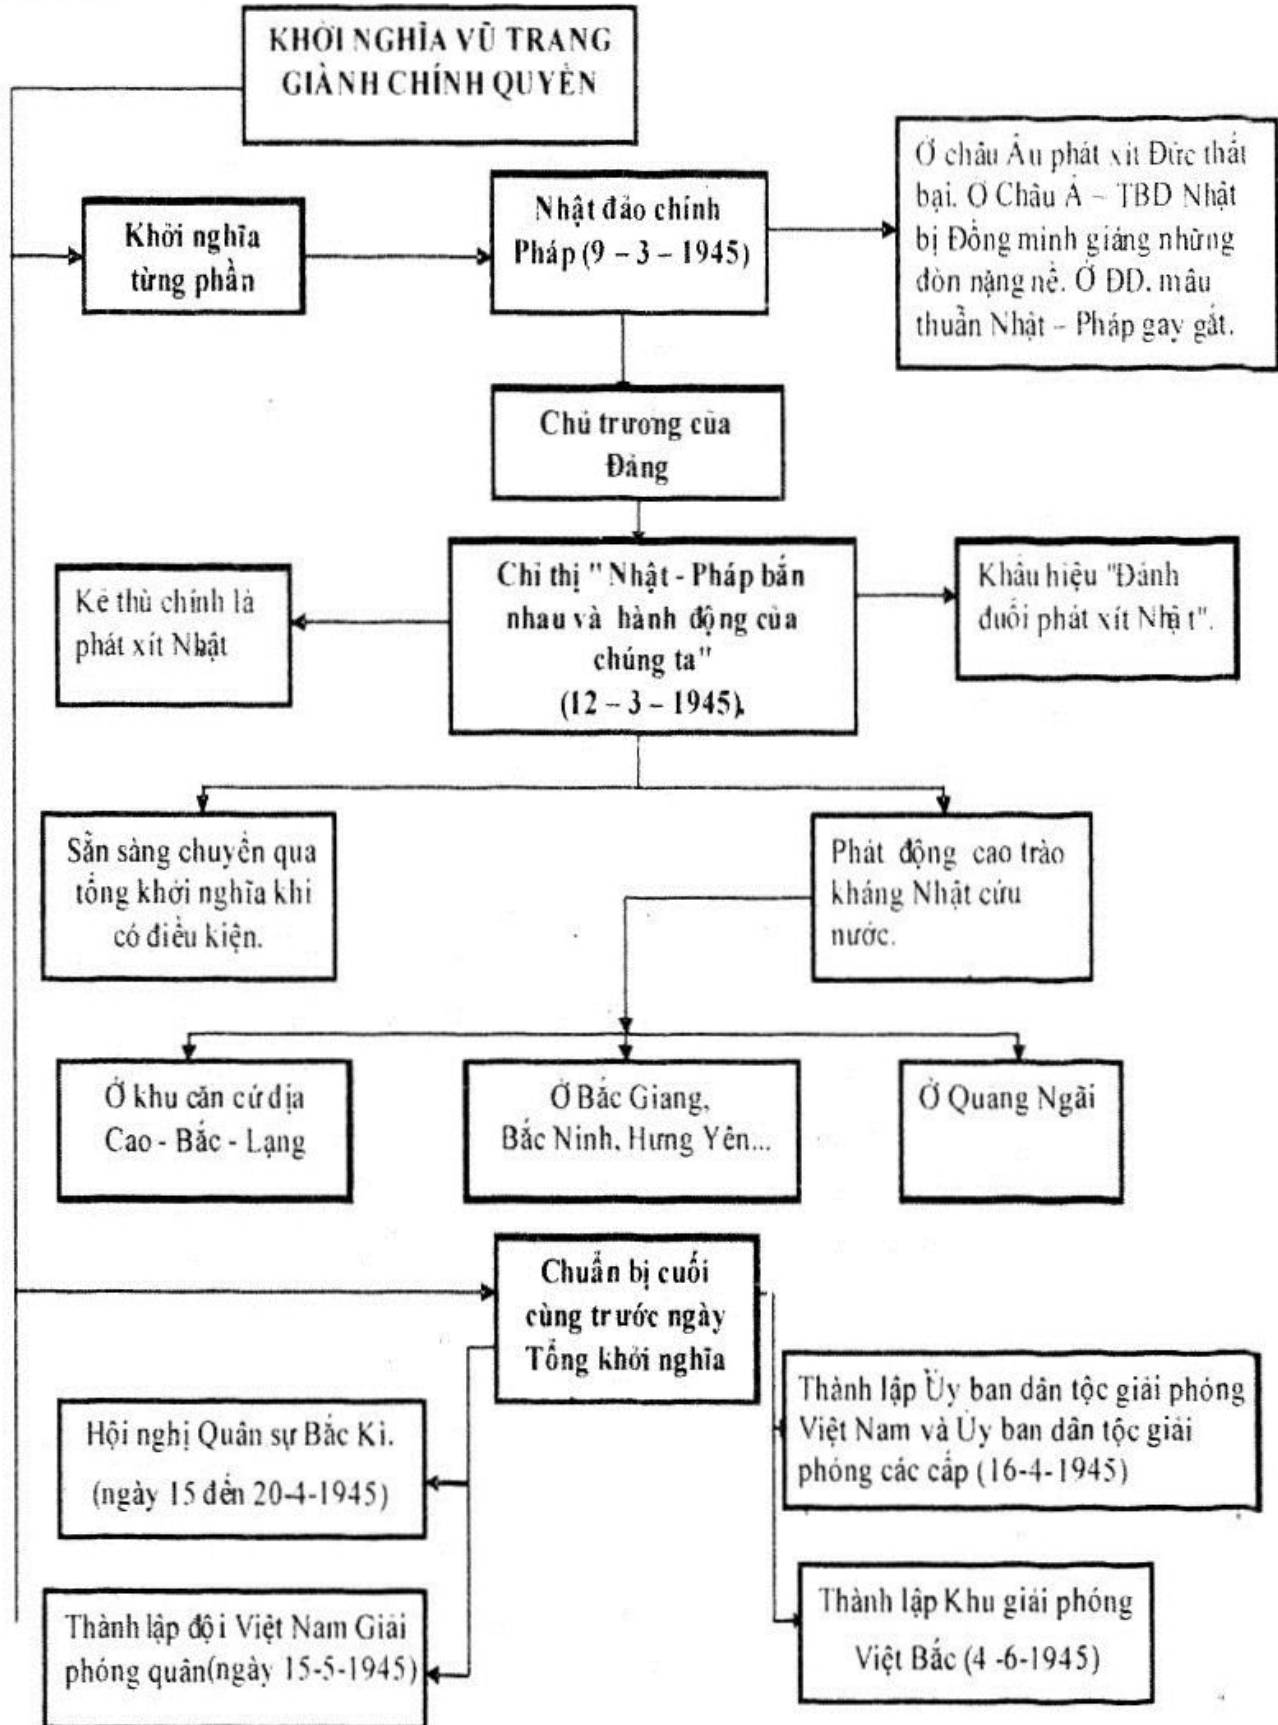 KHỞI NGHĨA VŨ TRANG
GIÀNH CHÍNH QUYỀN
Khởi nghĩa
từng phần
Nhật đảo chính
Pháp (9 – 3 – 1945)
Ở châu Âu phát xít Đức thất
bại. Ở Châu Á – TBD Nhật
bị Đồng minh giáng những
đòn nặng nề. Ở ĐD, mâu
thuẫn Nhật – Pháp gay gắt.
Chủ trương của
Đảng
Chỉ thị " Nhật - Pháp bắn
nhau và hành động của
chúng ta"
(12 – 3 – 1945).
Kẻ thù chính là
phát xít Nhật
Khẩu hiệu "Đánh
đuổi phát xít Nhật".
Sẵn sàng chuyển qua
tổng khởi nghĩa khi
có điều kiện.
Phát động cao trào
kháng Nhật cứu
nước.
Ở khu căn cứ địa
Cao - Bắc - Lạng
Ở Bắc Giang,
Bắc Ninh, Hưng Yên...
Ở Quang Ngãi
Chuẩn bị cuối
cùng trước ngày
Tổng khởi nghĩa
Hội nghị Quân sự Bắc Kì.
(ngày 15 đến 20-4-1945)
Thành lập Ủy ban dân tộc giải phóng
Việt Nam và Ủy ban dân tộc giải
phóng các cấp (16-4-1945)
Thành lập đội Việt Nam Giải
phóng quân(ngày 15-5-1945)
Thành lập Khu giải phóng
Việt Bắc (4 -6-1945)